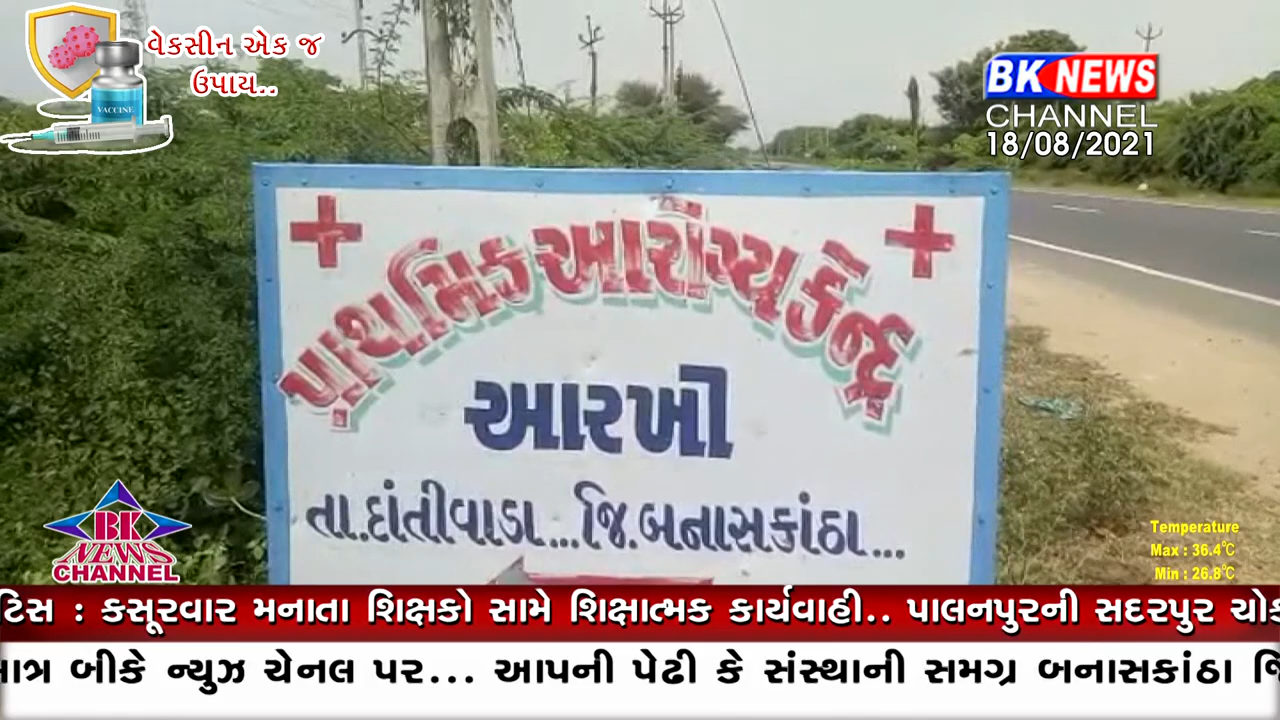 વેક્સીન એક જ
ઉપાય..
VACCINE
BK NEWS
CHANNEL
18/08/2021
પ્રાથમિક આરોગ્ય કેન્દ્ર
આરખી
તા.દાંતીવાડા...જિ.બનાસકાંઠા...
BK
NEWS
CHANNEL
Temperature
Max : 36.4℃
Min : 26.8℃
ટિસ : કસૂરવાર મનાતા શિક્ષકો સામે શિક્ષાત્મક કાર્યવાહી.. પાલનપુરની સદરપુર ચોક
માત્ર બીકે ન્યુઝ ચેનલ પર... આપની પેઢી કે સંસ્થાની સમગ્ર બનાસકાંઠા જિ